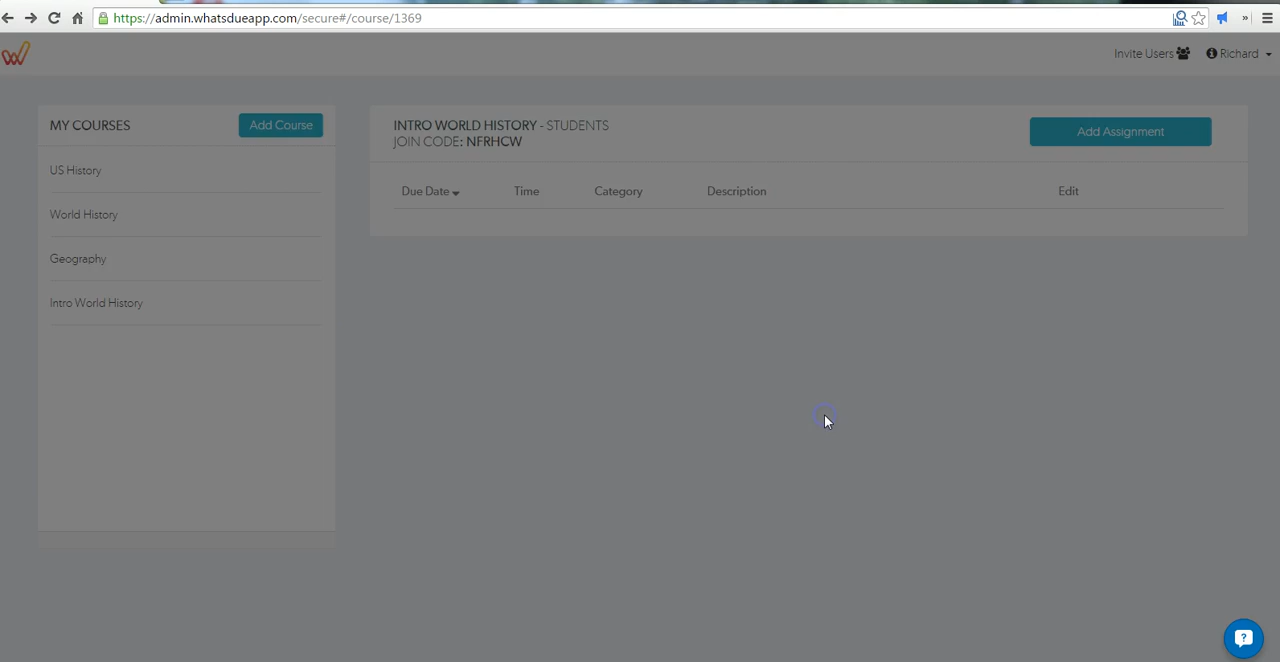 https://admin.whatsdueapp.com/secure#/course/1369
»
Invite Users Richard
MY COURSES
Add Course
US History
World History
Geography
Intro World History
INTRO WORLD HISTORY - STUDENTS
JOIN CODE: NFRHCW
Add Assignment
Due Date Time Category Description Edit